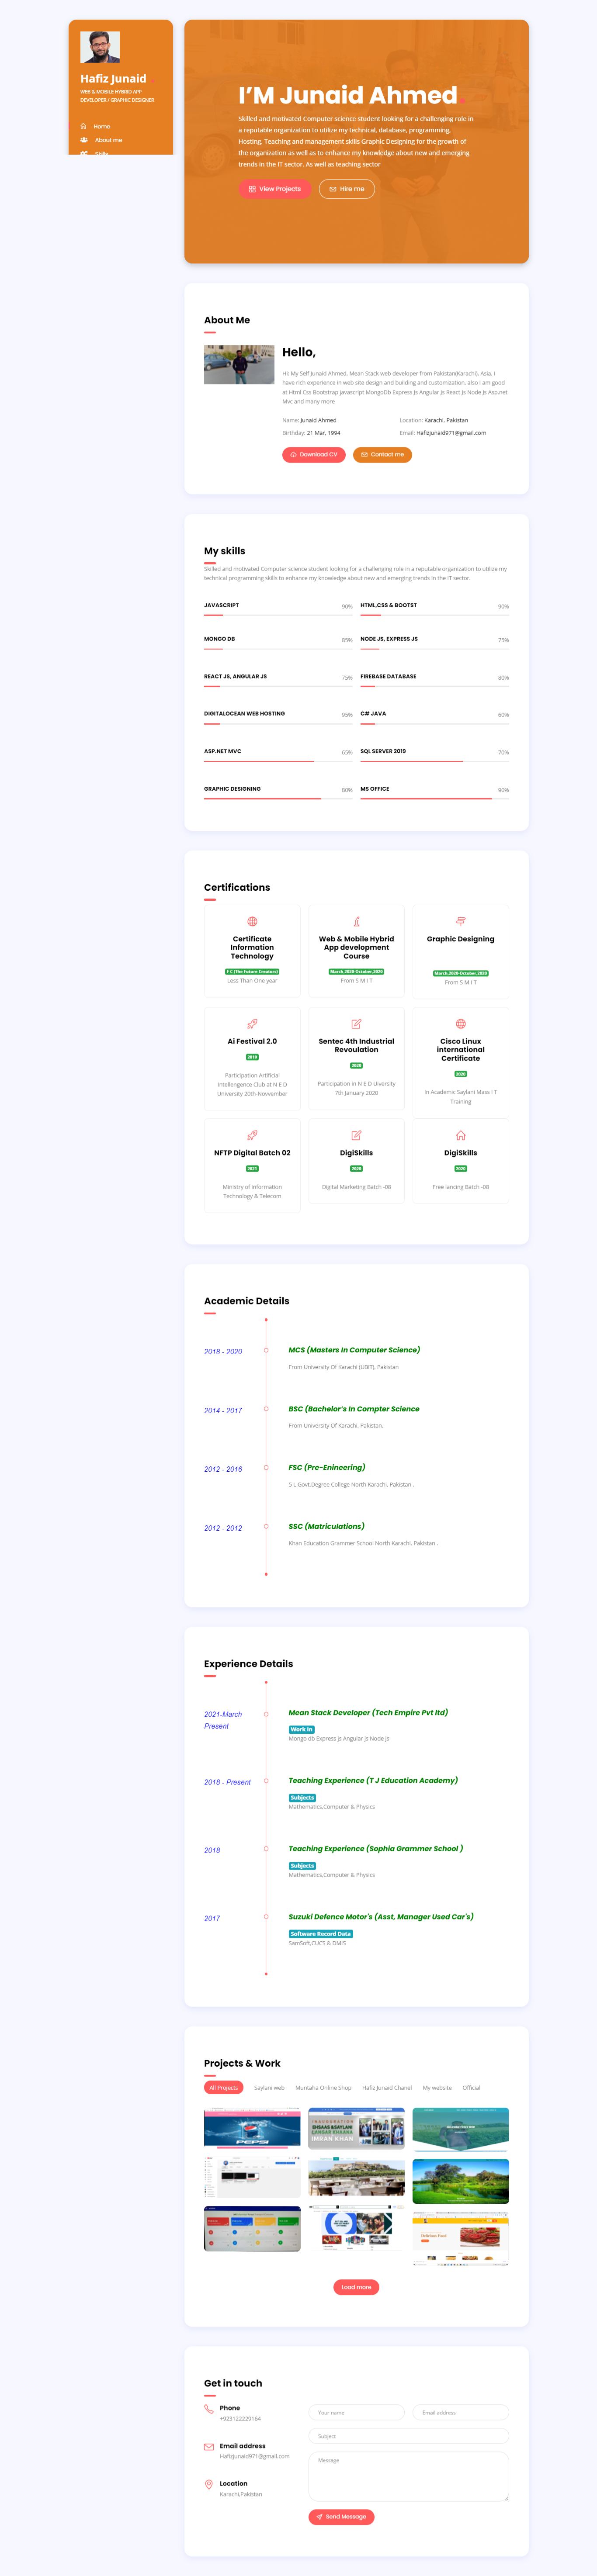 Hafiz Junaid
WEB & MOBILE HYBRID APP
DEVELOPER / GRAPHIC DESIGNER
Home
About me
Skills
I'M Junaid Ahmed.
Skilled and motivated Computer science student looking for a challenging role in
a reputable organization to utilize my technical, database, programming,
Hosting, Teaching and management skills Graphic Designing for the growth of
the organization as well as to enhance my knowledge about new and emerging
trends in the IT sector. As well as teaching sector
View Projects
Hire me
About Me
Hello,
Hi! My Self Junaid Ahmed, Mean Stack web developer from Pakistan(Karachi), Asia, I
have rich experience in web site design and building and customization, also I am good
at Html Css Bootstrap javascript MongoDb Express Js Angular Js React Js Node Js Asp.net
Mvc and many more
Name: Junaid Ahmed
Location: Karachi, Pakistan
Birthday: 21 Mar, 1994
Email: Hafizjunaid971@gmail.com
Download CV
Contact me
My skills
Skilled and motivated Computer science student looking for a challenging role in a reputable organization to utilize my
technical programming skills to enhance my knowledge about new and emerging trends in the IT sector.
JAVASCRIPT 90%
HTML,CSS & BOOTST 90%
MONGO DB 85%
NODE JS, EXPRESS JS 75%
REACT JS, ANGULAR JS 75%
FIREBASE DATABASE 80%
DIGITALOCEAN WEB HOSTING 95%
C# JAVA 60%
ASP.NET MVC 65%
SQL SERVER 2019 70%
GRAPHIC DESIGNING 80%
MS OFFICE 90%
Certifications
Certificate
Information
Technology
F C (The Future Creators)
Less Than One year
Web & Mobile Hybrid
App development
Course
March,2020-October,2020
From S M I T
Graphic Designing
March,2020-October,2020
From S M I T
Ai Festival 2.0
2019
Participation Artificial
Intellengence Club at N E D
University 20th-Novvember
Sentec 4th Industrial
Revoulation
2020
Participation in N E D Uiversity
7th January 2020
Cisco Linux
international
Certificate
2020
In Academic Saylani Mass I T
Training
NFTP Digital Batch 02
2021
Ministry of Information
Technology & Telecom
DigiSkills
2020
Digital Marketing Batch -08
DigiSkills
2020
Free lancing Batch -08
Academic Details
2018 - 2020
MCS (Masters In Computer Science)
From University Of Karachi (UBIT), Pakistan
2014 - 2017
BSC (Bachelor's In Compter Science
From University Of Karachi, Pakistan.
2012 - 2016
FSC (Pre-Enineering)
S L Govt,Degree College North Karachi, Pakistan .
2012 - 2012
SSC (Matriculations)
Khan Education Grammer School North Karachi, Pakistan .
Experience Details
2021-March
Present
Mean Stack Developer (Tech Empire Pvt ltd)
Work In
Mongo db Express js Angular js Node js
2018 - Present
Teaching Experience (T J Education Academy)
Subjects
Mathematics,Computer & Physics
2018
Teaching Experience (Sophia Grammer School )
Subjects
Mathematics,Computer & Physics
2017
Suzuki Defence Motor's (Asst, Manager Used Car's)
Software Record Data
SamSoft,CUCS & DMIS
Projects & Work
All Projects
Saylani web
Muntaha Online Shop
Hafiz Junaid Chanel
My website
Official
PEPSI
INAUGURATION
EHSAAS &SAYLANI
LANGAR KHAANA
IMRAN KHAN
Delicious Food
Load more
Get in touch
Phone
+923122229164
Email address
Hafizjunaid971@gmail.com
Location
Karachi,Pakistan
Your name
Email address
Subject
Message
Send Message